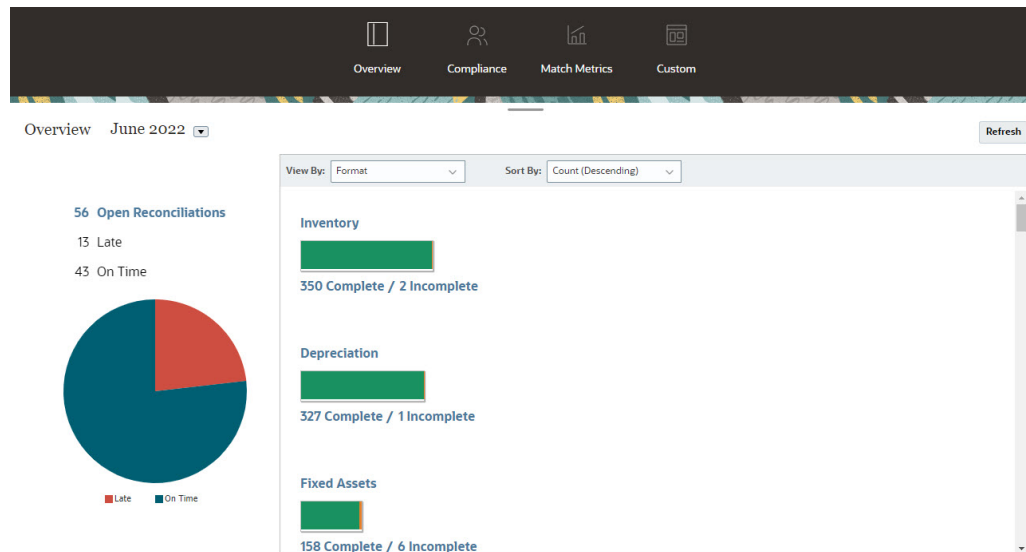 Overview Compliance Match Metrics Custom
Overview June 2022
Refresh
View By: Format Sort By: Count (Descending)
56 Open Reconciliations
13 Late
43 On Time
Late On Time
Inventory
350 Complete / 2 Incomplete
Depreciation
327 Complete / 1 Incomplete
Fixed Assets
158 Complete / 6 Incomplete